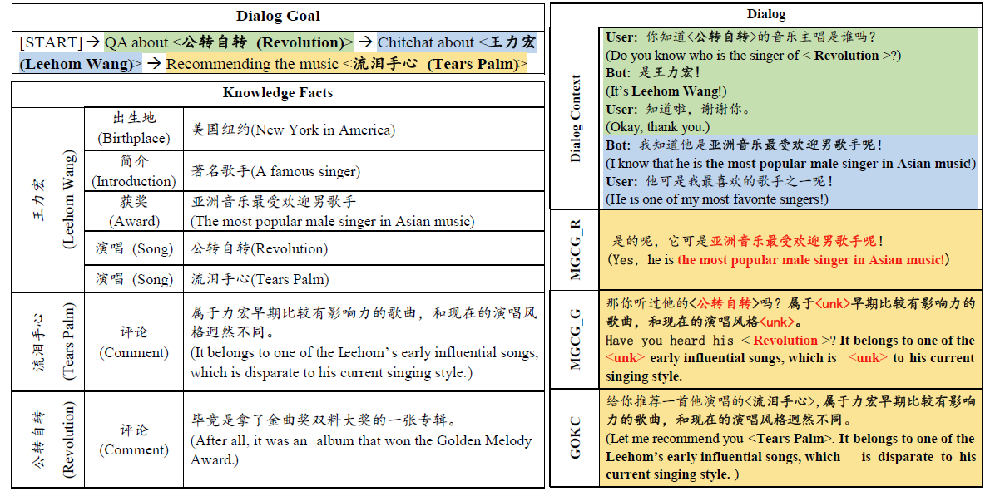 Dialog Goal
[START]→ QA about <公转自转 (Revolution)> → Chitchat about <王力宏
(Leehom Wang)> → Recommending the music <流泪手心 (Tears Palm)>
Knowledge Facts
王力宏
(Leehom Wang)
出生地
(Birthplace)
美国纽约(New York in America)
简介
(Introduction)
著名歌手(A famous singer)
获奖
(Award)
亚洲音乐最受欢迎男歌手
(The most popular male singer in Asian music)
演唱 (Song)
公转自转(Revolution)
演唱 (Song)
流泪手心(Tears Palm)
流泪手心
(Tears Palm)
评论
(Comment)
属于力宏早期比较有影响力的歌曲，和现在的演唱风
格迥然不同。
(It belongs to one of the Leehom's early influential songs,
which is disparate to his current singing style.)
公转自转
(Revolution)
评论
(Comment)
毕竟是拿了金曲奖双料大奖的一张专辑。
(After all, it was an album that won the Golden Melody
Award.)
Dialog
Dialog Context
User: 你知道<公转自转>的音乐主唱是谁吗?
(Do you know who is the singer of < Revolution >?)
Bot: 是王力宏!
(It's Leehom Wang!)
User: 知道啦，谢谢你。
(Okay, thank you.)
Bot: 我知道他是亚洲音乐最受欢迎男歌手呢!
(I know that he is the most popular male singer in Asian music!)
User: 他可是我最喜欢的歌手之一呢!
(He is one of my most favorite singers!)
MGCG_R
是的呢，它可是亚洲音乐最受欢迎男歌手呢!
(Yes, he is the most popular male singer in Asian music!)
MGCG_G
那你听过他的<公转自转>吗? 属于<unk>早期比较有影响力的
歌曲，和现在的演唱风格<unk>。
Have you heard his < Revolution >? It belongs to one of the
<unk> early influential songs, which is <unk> to his current
singing style.
GOKC
给你推荐一首他演唱的<流泪手心>,属于力宏早期比较有影响
力的歌曲，和现在的演唱风格迥然不同。
(Let me recommend you <Tears Palm>. It belongs to one of the
Leehom's early influential songs, which is disparate to his
current singing style. )